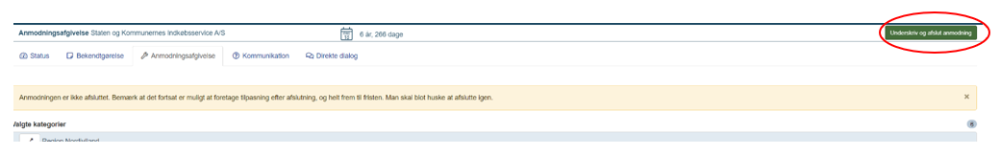 Anmodningsafgivelse Staten og Kommunernes Indkøbsservice A/S
6 år, 266 dage
Underskriv og afslut anmodning
Status
Bekendtgørelse
Anmodningsafgivelse
Kommunikation
Direkte dialog
Anmodningen er ikke afsluttet. Bemærk at det fortsat er muligt at foretage tilpasning efter afslutning, og helt frem til fristen. Man skal blot huske at afslutte igen.
×
Valgte kategorier
Region Nordjylland